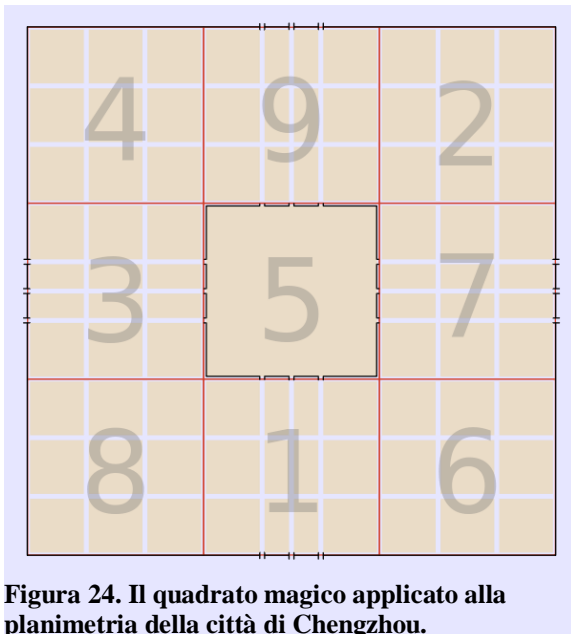 4 9 2
3 5 7
8 1 6
Figura 24. Il quadrato magico applicato alla
planimetria della città di Chengzhou.